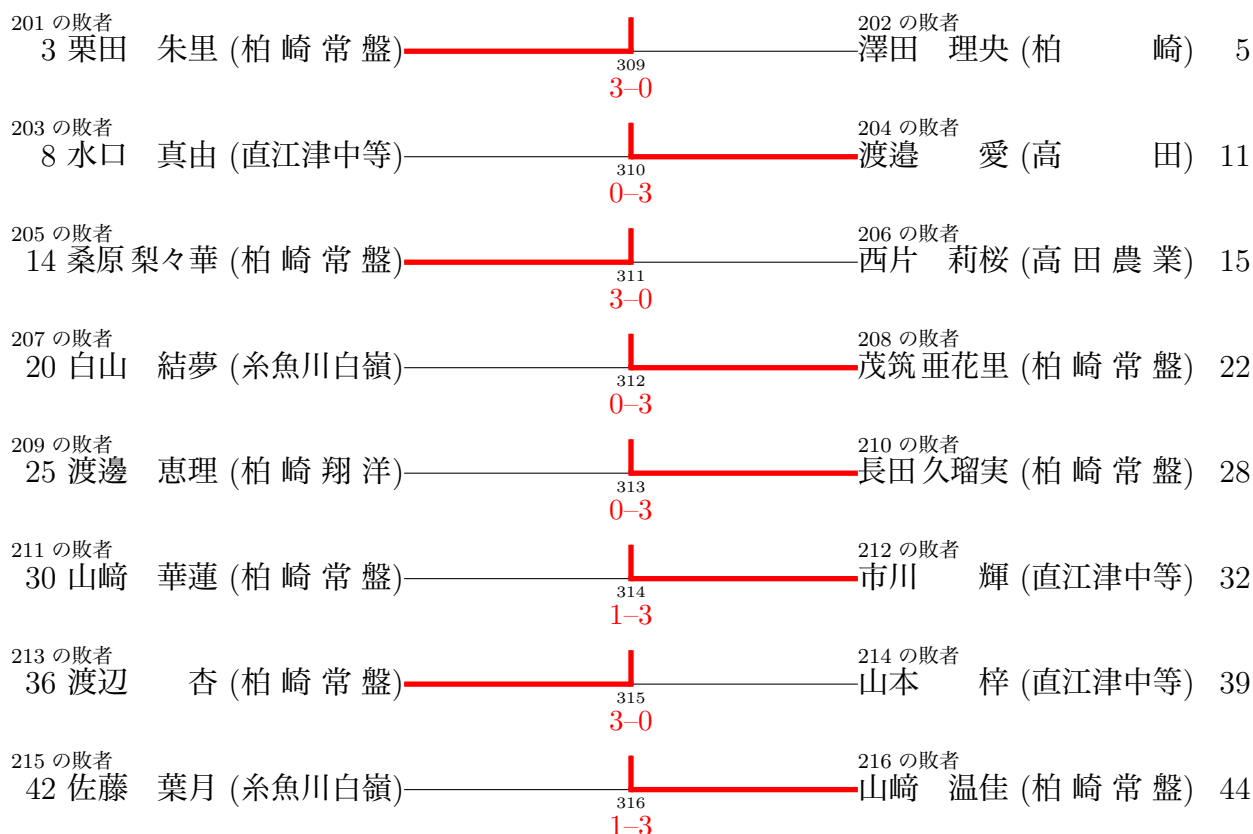 201 の敗者 202 の敗者
3 栗田 朱里 (柏 崎 常 盤) 澤田 理央 (柏 崎) 5
309
3–0
203 の敗者 204 の敗者
8 水口 真由 (直江津中等) 渡邉 愛 (高 田) 11
310
0–3
205 の敗者 206 の敗者
14 桑原 梨々華 (柏 崎 常 盤) 西片 莉桜 (高 田 農 業) 15
311
3–0
207 の敗者 208 の敗者
20 白山 結夢 (糸魚川白嶺) 茂筑 亜花里 (柏 崎 常 盤) 22
312
0–3
209 の敗者 210 の敗者
25 渡邊 恵理 (柏 崎 翔 洋) 長田 久瑠実 (柏 崎 常 盤) 28
313
0–3
211 の敗者 212 の敗者
30 山﨑 華蓮 (柏 崎 常 盤) 市川 輝 (直江津中等) 32
314
1–3
213 の敗者 214 の敗者
36 渡辺 杏 (柏 崎 常 盤) 山本 梓 (直江津中等) 39
315
3–0
215 の敗者 216 の敗者
42 佐藤 葉月 (糸魚川白嶺) 山﨑 温佳 (柏 崎 常 盤) 44
316
1–3